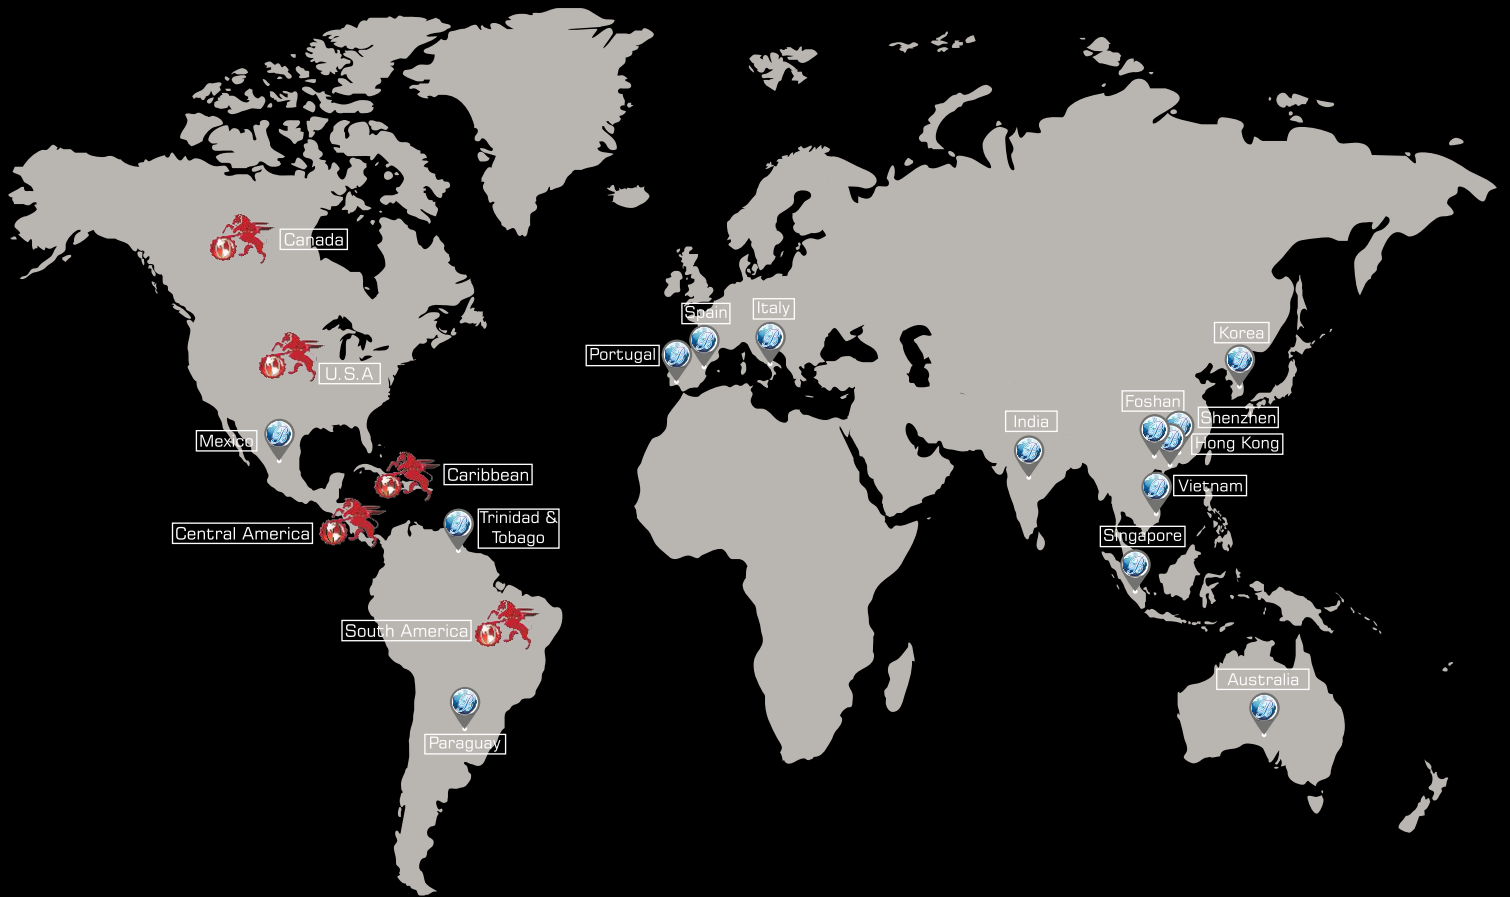 Canada
Spain
Italy
Korea
Portugal
U.S.A
Foshan
Shenzhen
India
Mexico
Hong Kong
Caribbean
Vietnam
Trinidad &
Tobago
Central America
Singapore
South America
Australia
Paraguay